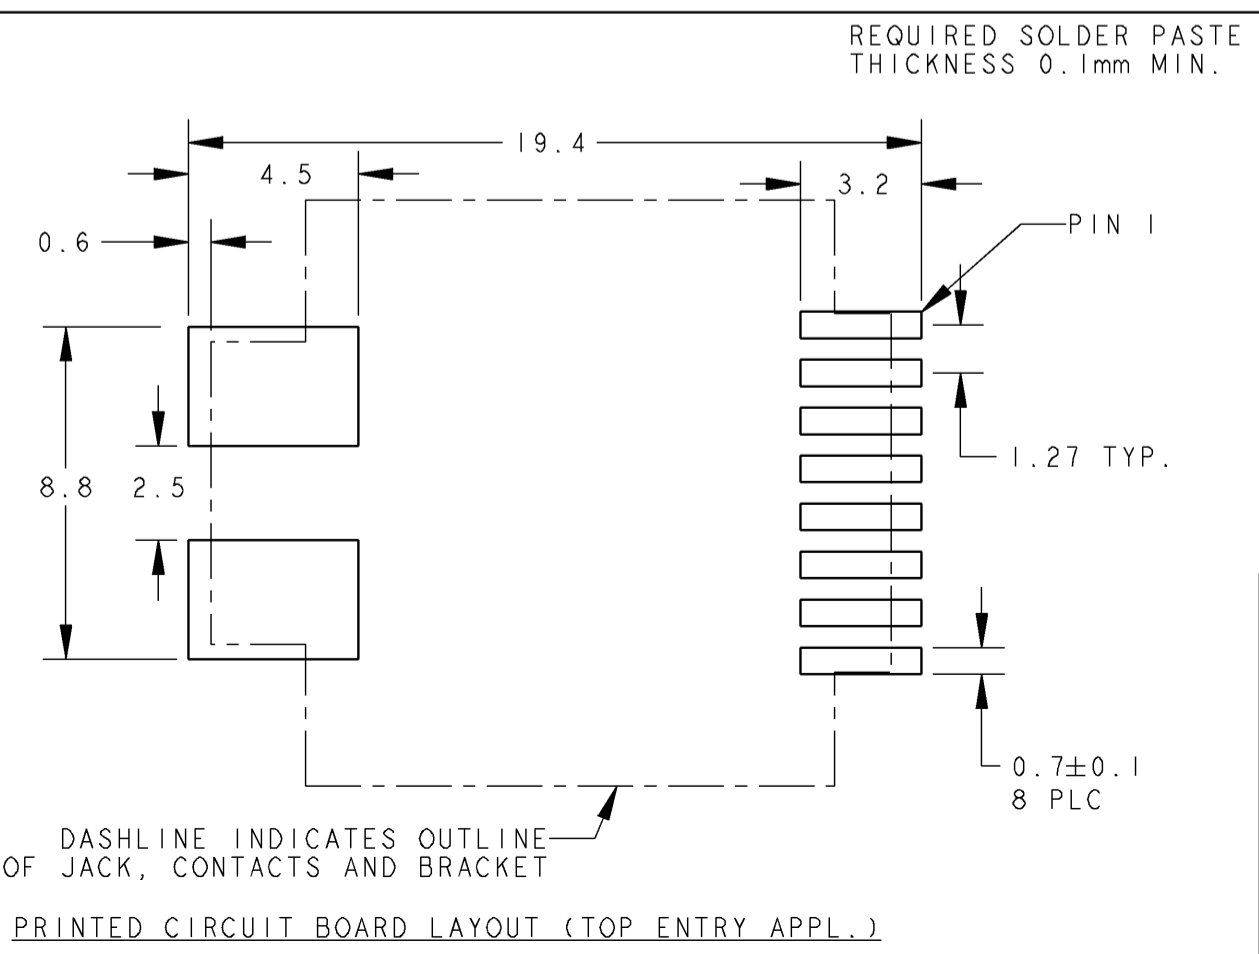 REQUIRED SOLDER PASTE
THICKNESS 0.1mm MIN.
19.4
4.5
3.2
0.6
PIN 1
8.8
2.5
1.27 TYP.
0.7±0.1
8 PLC
DASHLINE INDICATES OUTLINE
OF JACK, CONTACTS AND BRACKET
PRINTED CIRCUIT BOARD LAYOUT (TOP ENTRY APPL.)